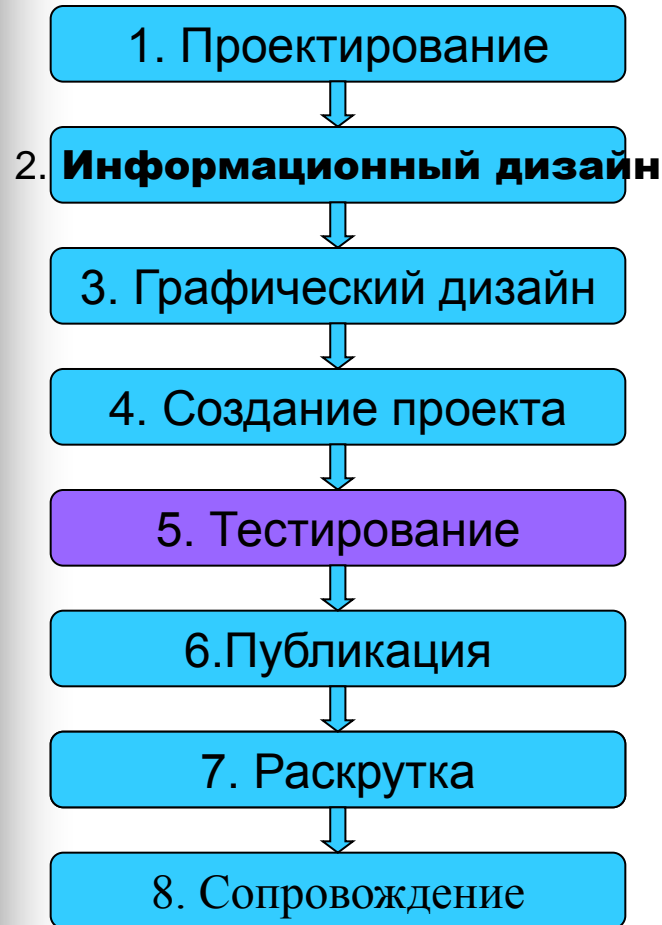 1. Проектирование
2. Информационный дизайн
3. Графический дизайн
4. Создание проекта
5. Тестирование
6.Публикация
7. Раскрутка
8. Сопровождение